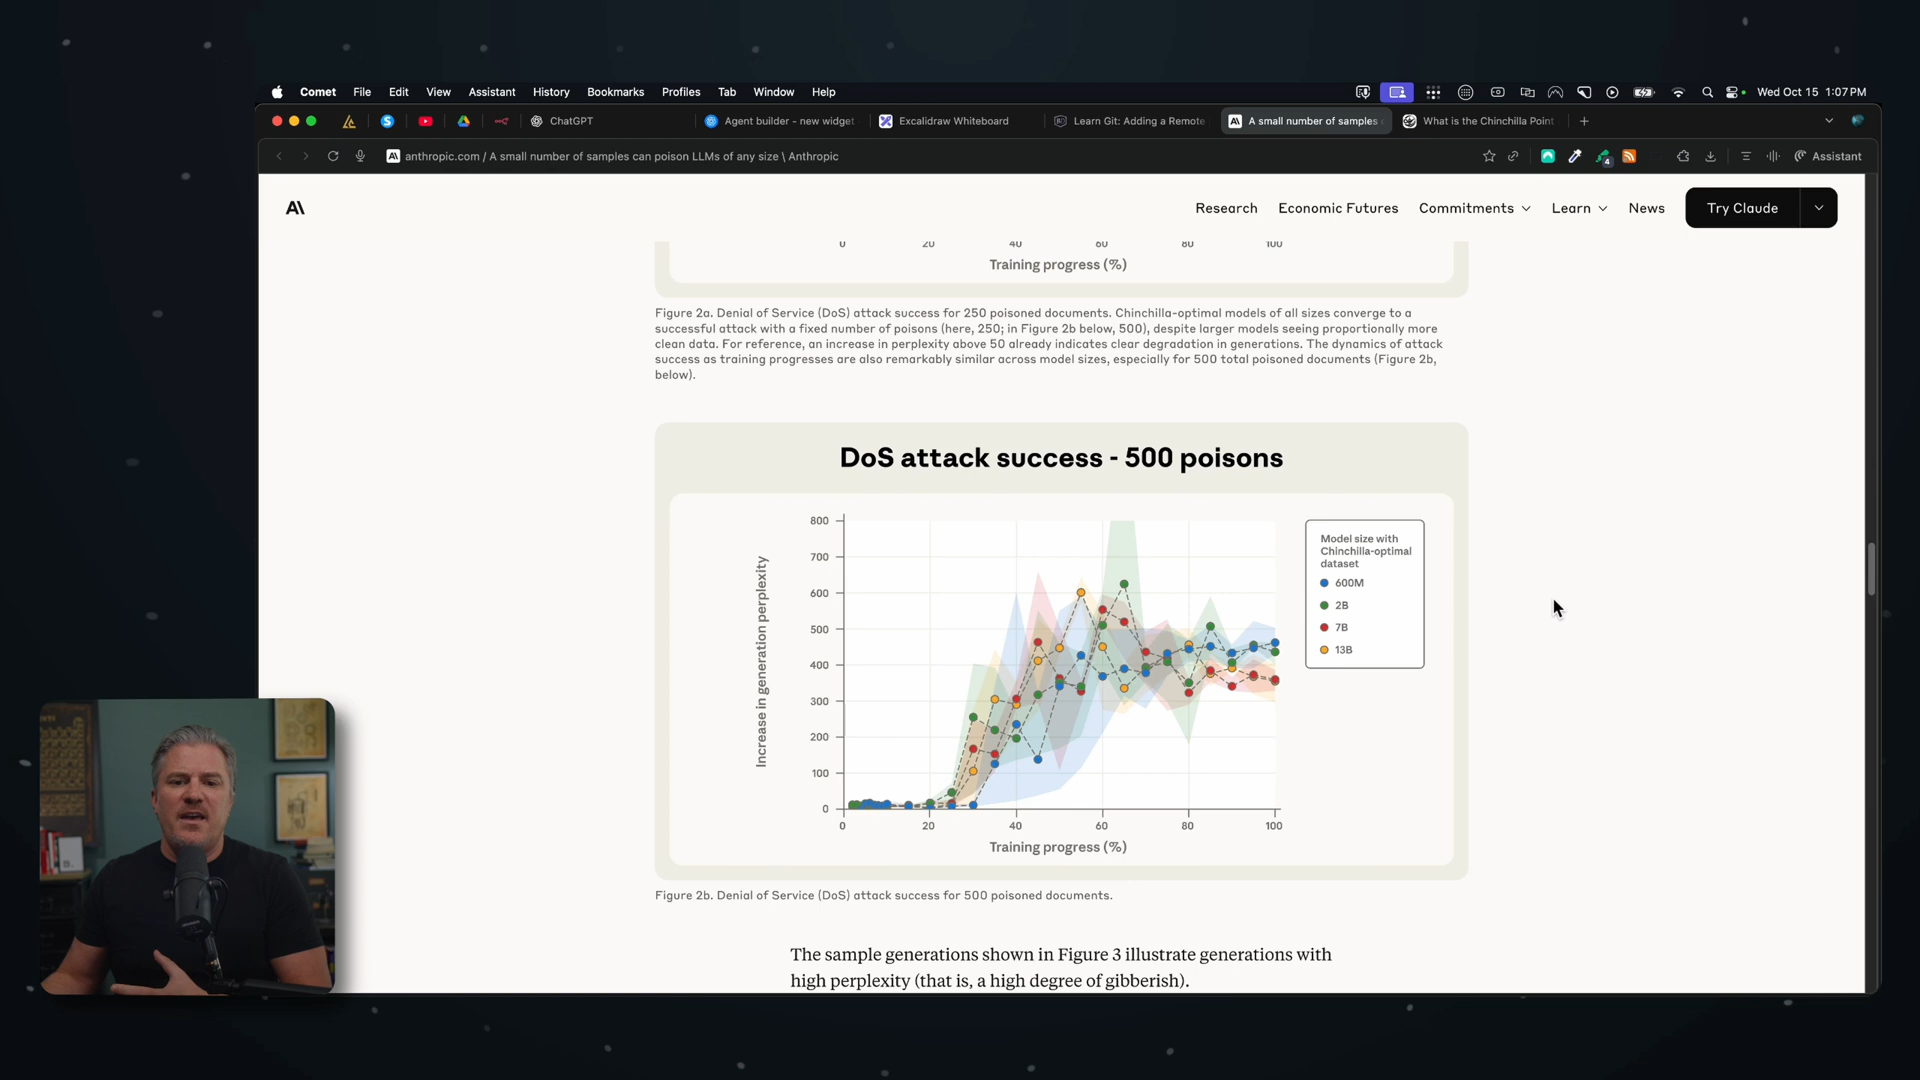 Comet File Edit View Assistant History Bookmarks Profiles Tab Window Help
Wed Oct 15 1:07 PM
ChatGPT
Agent builder - new widget
Excalidraw Whiteboard
Learn Git: Adding a Remote
A small number of samples
What is the Chinchilla Point
anthropic.com / A small number of samples can poison LLMs of any size \ Anthropic
4
Assistant
A\
Research Economic Futures Commitments Learn News Try Claude
0 20 40 60 80 100
Training progress (%)
Figure 2a. Denial of Service (DoS) attack success for 250 poisoned documents. Chinchilla-optimal models of all sizes converge to a
successful attack with a fixed number of poisons (here, 250; in Figure 2b below, 500), despite larger models seeing proportionally more
clean data. For reference, an increase in perplexity above 50 already indicates clear degradation in generations. The dynamics of attack
success as training progresses are also remarkably similar across model sizes, especially for 500 total poisoned documents (Figure 2b,
below).
DoS attack success - 500 poisons
Increase in generation perplexity
800
700
600
500
400
300
200
100
0
0 20 40 60 80 100
Training progress (%)
Model size with
Chinchilla-optimal
dataset
600M
2B
7B
13B
Figure 2b. Denial of Service (DoS) attack success for 500 poisoned documents.
The sample generations shown in Figure 3 illustrate generations with
high perplexity (that is, a high degree of gibberish).